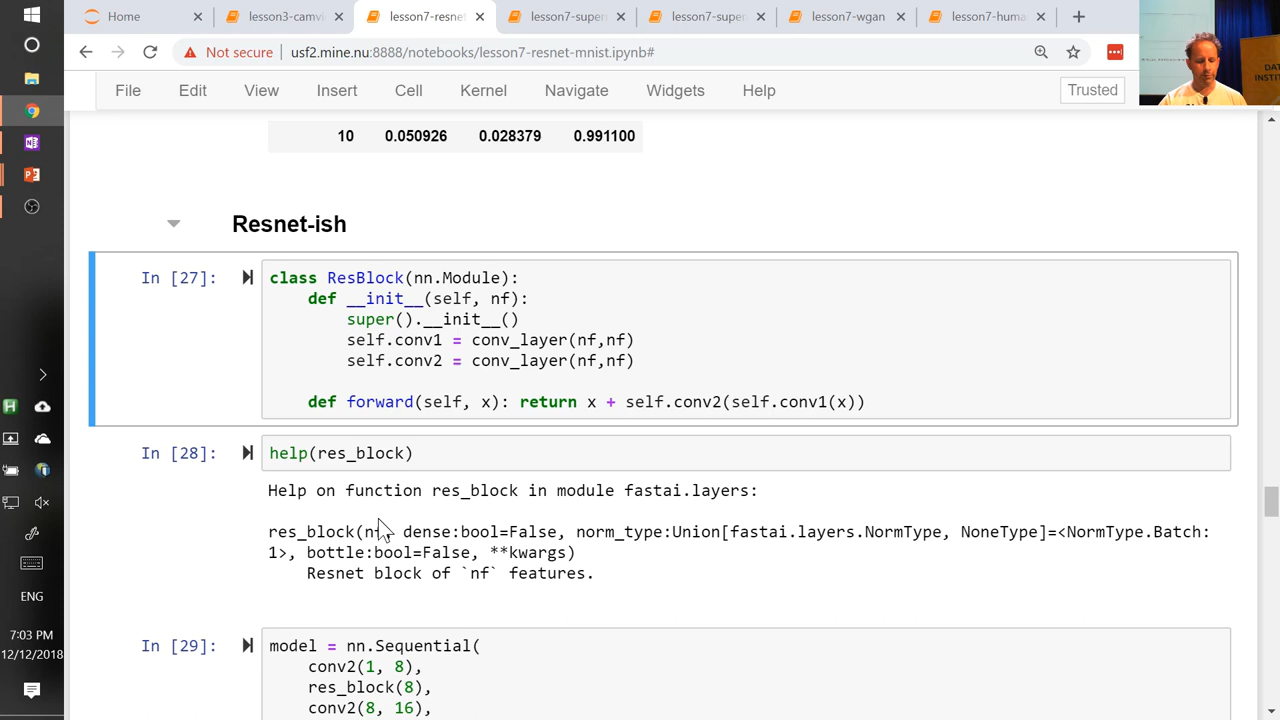 Home
lesson3-camvi
lesson7-resnet
lesson7-super
lesson7-super
lesson7-wgan
lesson7-huma
Not secure | usf2.mine.nu:8888/notebooks/lesson7-resnet-mnist.ipynb#
File Edit View Insert Cell Kernel Navigate Widgets Help Trusted
DAT
INSTIT
10 0.050926 0.028379 0.991100
Resnet-ish
In [27]:
class ResBlock(nn.Module):
def __init__(self, nf):
super().__init__()
self.conv1 = conv_layer(nf,nf)
self.conv2 = conv_layer(nf,nf)
def forward(self, x): return x + self.conv2(self.conv1(x))
In [28]:
help(res_block)
Help on function res_block in module fastai.layers:
res_block(nf, dense:bool=False, norm_type:Union[fastai.layers.NormType, NoneType]=<NormType.Batch:
1>, bottle:bool=False, **kwargs)
Resnet block of `nf` features.
In [29]:
model = nn.Sequential(
conv2(1, 8),
res_block(8),
conv2(8, 16),
ENG
7:03 PM
12/12/2018